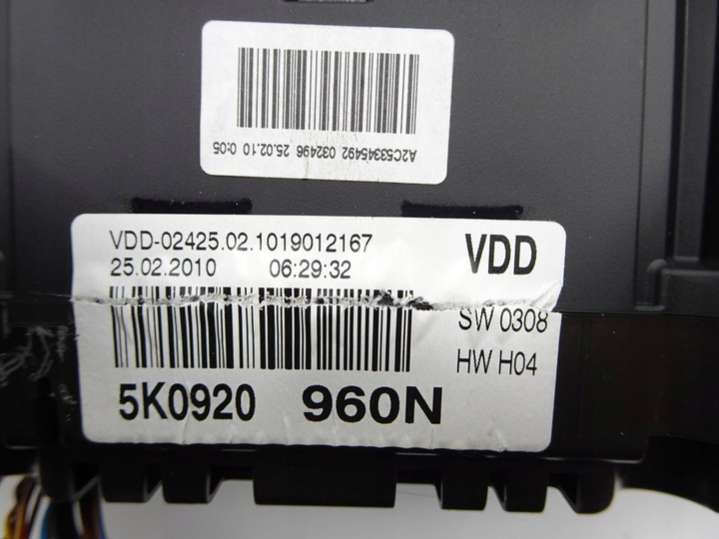 A2C53345492 032496 25.02.10 0:05
VDD-02425.02.1019012167
25.02.2010 06:29:32
VDD
SW 0308
HW H04
5K0920 960N